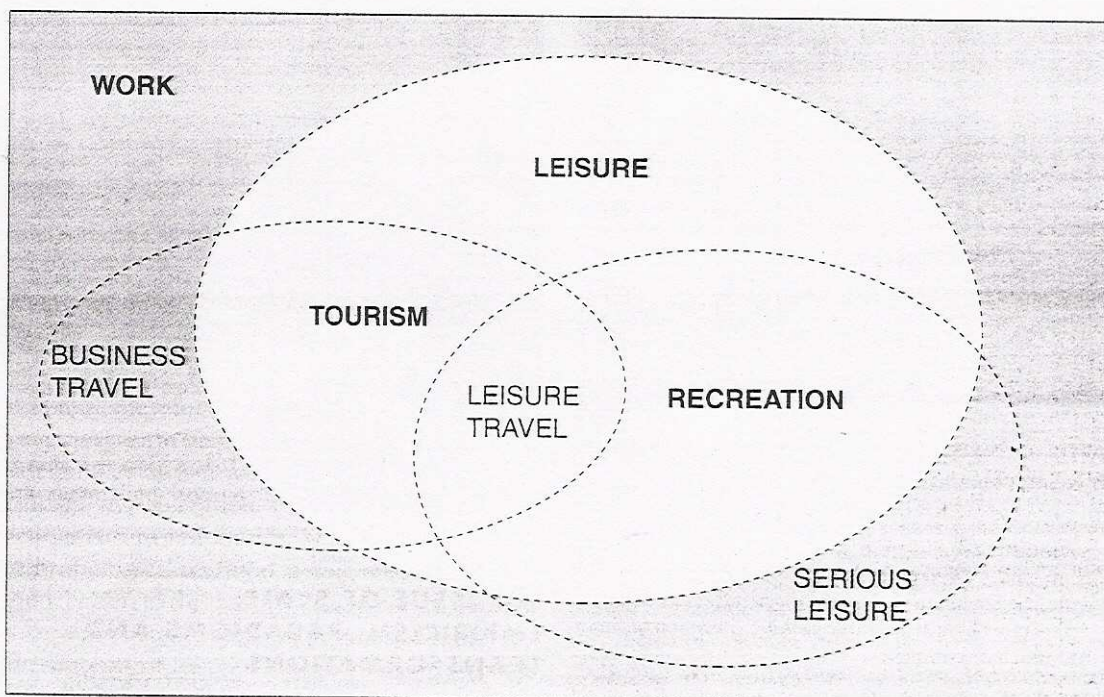 WORK
LEISURE
TOURISM
BUSINESS
TRAVEL
LEISURE
TRAVEL
RECREATION
SERIOUS
LEISURE